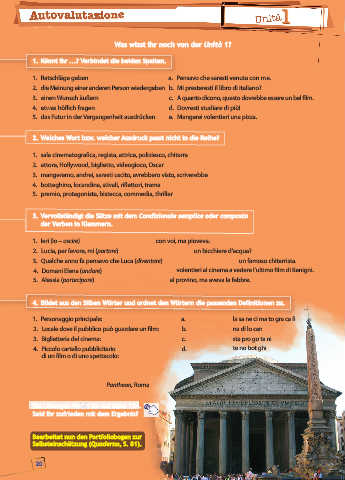 Autovalutazione
Unità 1
Was wisst ihr noch von der Unità 1?
1. Könnt ihr …? Verbindet die beiden Spalten.
1. Ratschläge geben a. Pensavo che saresti venuta con me.
2. die Meinung einer anderen Person wiedergeben b. Mi presteresti il libro di italiano?
3. einen Wunsch äußern c. A quanto dicono, questo dovrebbe essere un bel film.
4. etwas höflich fragen d. Dovresti studiare di più!
5. das Futur in der Vergangenheit ausdrücken e. Mangerei volentieri una pizza.
2. Welches Wort bzw. welcher Ausdruck passt nicht in die Reihe?
1. sala cinematografica, regista, attrice, poliziesco, chitarra
2. attore, Hollywood, biglietto, videogioco, Oscar
3. mangeremo, andrei, saresti uscito, avrebbero visto, scriverebbe
4. botteghino, locandina, stivali, riflettori, trama
5. premio, protagonista, bistecca, commedia, thriller
3. Vervollständigt die Sätze mit dem Condizionale semplice oder composto
der Verben in Klammern.
1. Ieri (io – uscire) con voi, ma pioveva.
2. Lucia, per favore, mi (portare) un bicchiere d'acqua?
3. Qualche anno fa pensavo che Luca (diventare) un famoso chitarrista.
4. Domani Elena (andare) volentieri al cinema a vedere l'ultimo film di Benigni.
5. Alessia (partecipare) al provino, ma aveva la febbre.
4. Bildet aus den Silben Wörter und ordnet den Wörtern die passenden Definitionen zu.
1. Personaggio principale: a. la sa ne ci ma to gra ca fi
2. Locale dove il pubblico può guardare un film: b. na di lo can
3. Biglietteria del cinema: c. sta pro go ta ni
4. Piccolo cartello pubblicitario d. te no bot ghi
di un film o di uno spettacolo:
Pantheon, Roma
Seid ihr zufrieden mit dem Ergebnis?
Bearbeitet nun den Portfoliobogen zur
Selbsteinschätzung (Quaderno, S. 81).
20